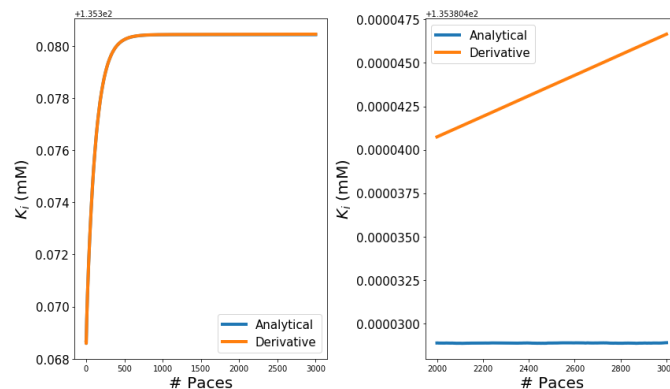 +1.353e2
0.080
0.078
0.076
0.074
0.072
0.070
0.068
K_i (mM)
0 500 1000 1500 2000 2500 3000
# Paces
Analytical
Derivative
+1.353804e2
0.0000475
0.0000450
0.0000425
0.0000400
0.0000375
0.0000350
0.0000325
0.0000300
K_i (mM)
2000 2200 2400 2600 2800
# Paces
Analytical
Derivative